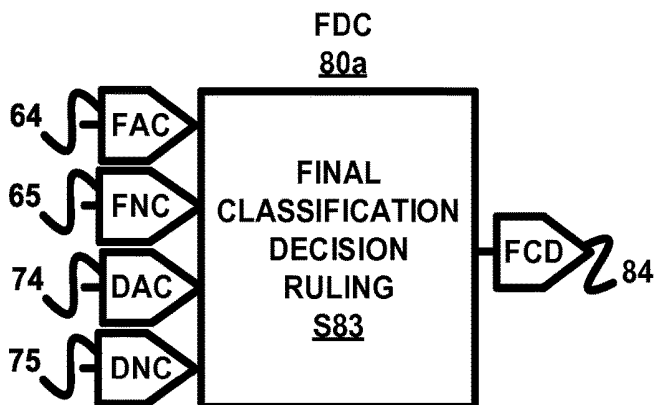 FDC
80a
64
FAC
65
FNC
74
DAC
75
DNC
FINAL
CLASSIFICATION
DECISION
RULING
S83
FCD
84